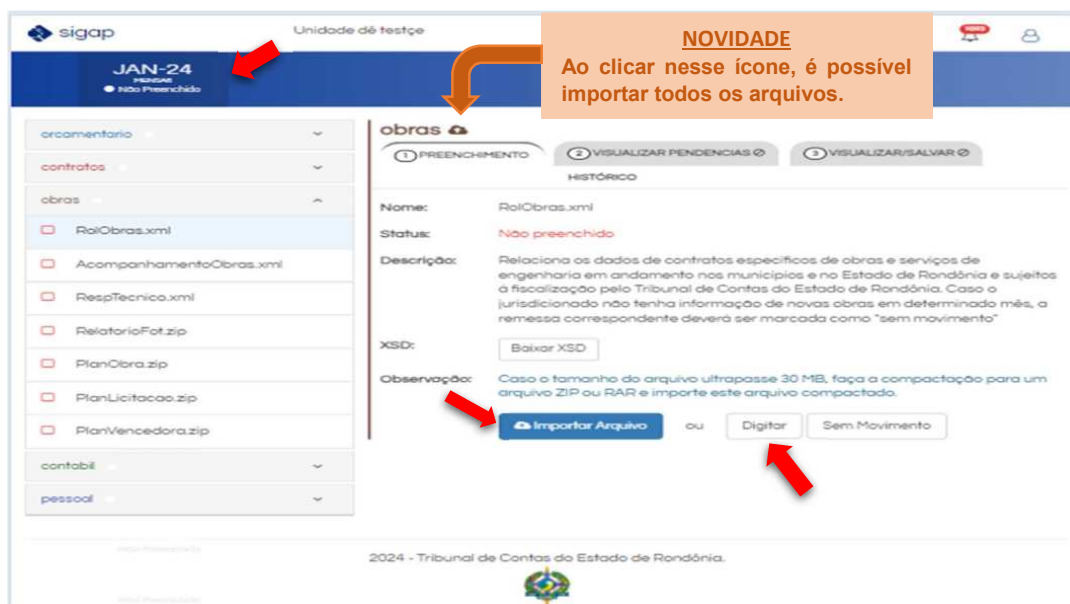 sigap
Unidade dê testçe
NOVIDADE
Ao clicar nesse ícone, é possível
importar todos os arquivos.
JAN-24
MENSAL
Não Preenchido
orcamentario
contratos
obras
RolObras.xml
AcompanhamentoObras.xml
RespTecnico.xml
RelatorioFot.zip
PlanObra.zip
PlanLicitacao.zip
PlanVencedora.zip
contabil
pessoal
obras
1 PREENCHIMENTO
2 VISUALIZAR PENDENCIAS
3 VISUALIZAR/SALVAR
HISTÓRICO
Nome: RolObras.xml
Status: Não preenchido
Descrição: Relaciona os dados de contratos específicos de obras e serviços de
engenharia em andamento nos municípios e no Estado de Rondônia e sujeitos
à fiscalização pelo Tribunal de Contas do Estado de Rondônia. Caso o
jurisdicionado não tenha informação de novas obras em determinado mês, a
remessa correspondente deverá ser marcada como "sem movimento"
XSD: Baixar XSD
Observação: Caso o tamanho do arquivo ultrapasse 30 MB, faça a compactação para um
arquivo ZIP ou RAR e importe este arquivo compactado.
Importar Arquivo ou Digitar Sem Movimento
2024 - Tribunal de Contas do Estado de Rondônia.